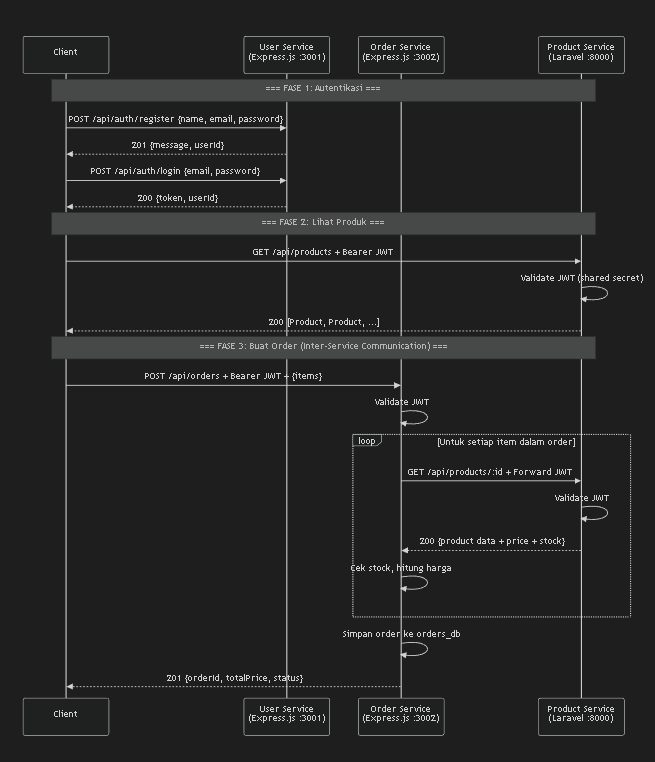 Client
User Service
(Express.js :3001)
Order Service
(Express.js :3002)
Product Service
(Laravel :8000)
=== FASE 1: Autentikasi ===
POST /api/auth/register {name, email, password}
201 {message, userId}
POST /api/auth/login {email, password}
200 {token, userId}
=== FASE 2: Lihat Produk ===
GET /api/products + Bearer JWT
Validate JWT (shared secret)
200 [Product, Product, ...]
=== FASE 3: Buat Order (Inter-Service Communication) ===
POST /api/orders + Bearer JWT + {items}
Validate JWT
loop
[Untuk setiap item dalam order]
GET /api/products/:id + Forward JWT
Validate JWT
200 {product data + price + stock}
Cek stock, hitung harga
Simpan order ke orders_db
201 {orderId, totalPrice, status}
Client
User Service
(Express.js :3001)
Order Service
(Express.js :3002)
Product Service
(Laravel :8000)